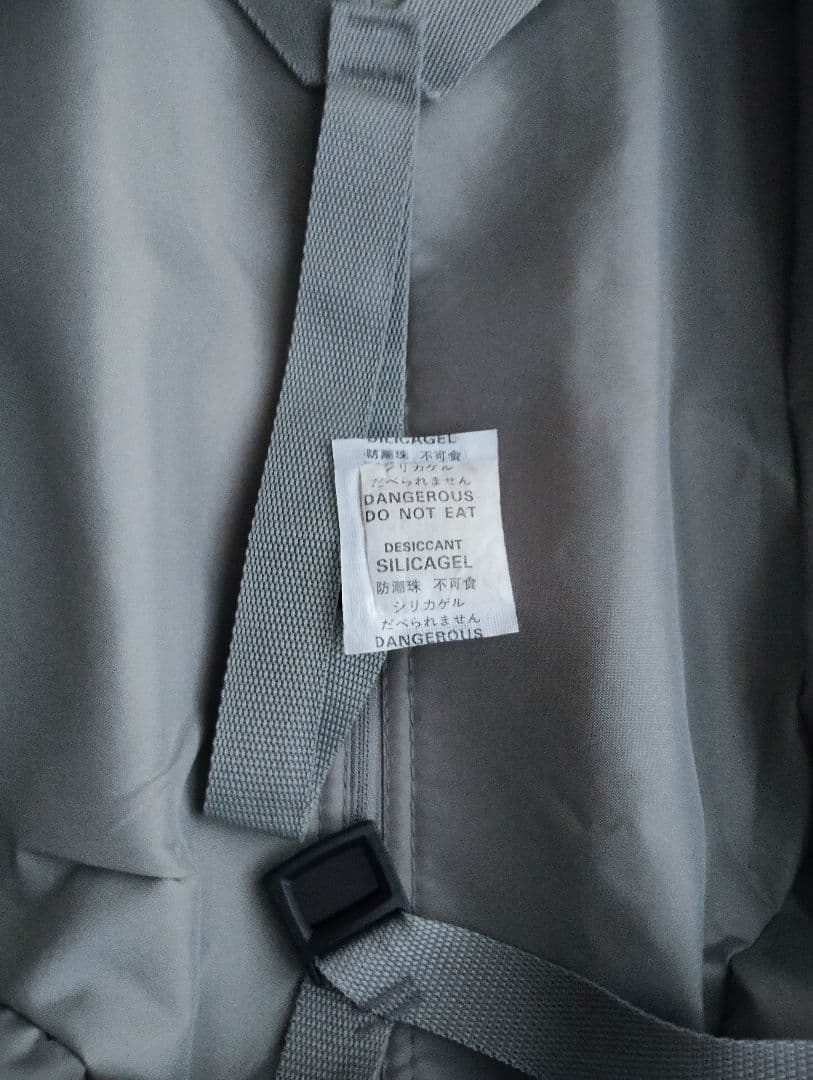 SILICAGEL
防潮珠 不可食
シリカゲル
たべられません
DANGEROUS
DO NOT EAT
DESICCANT
SILICAGEL
防潮珠 不可食
シリカゲル
たべられません
DANGEROUS